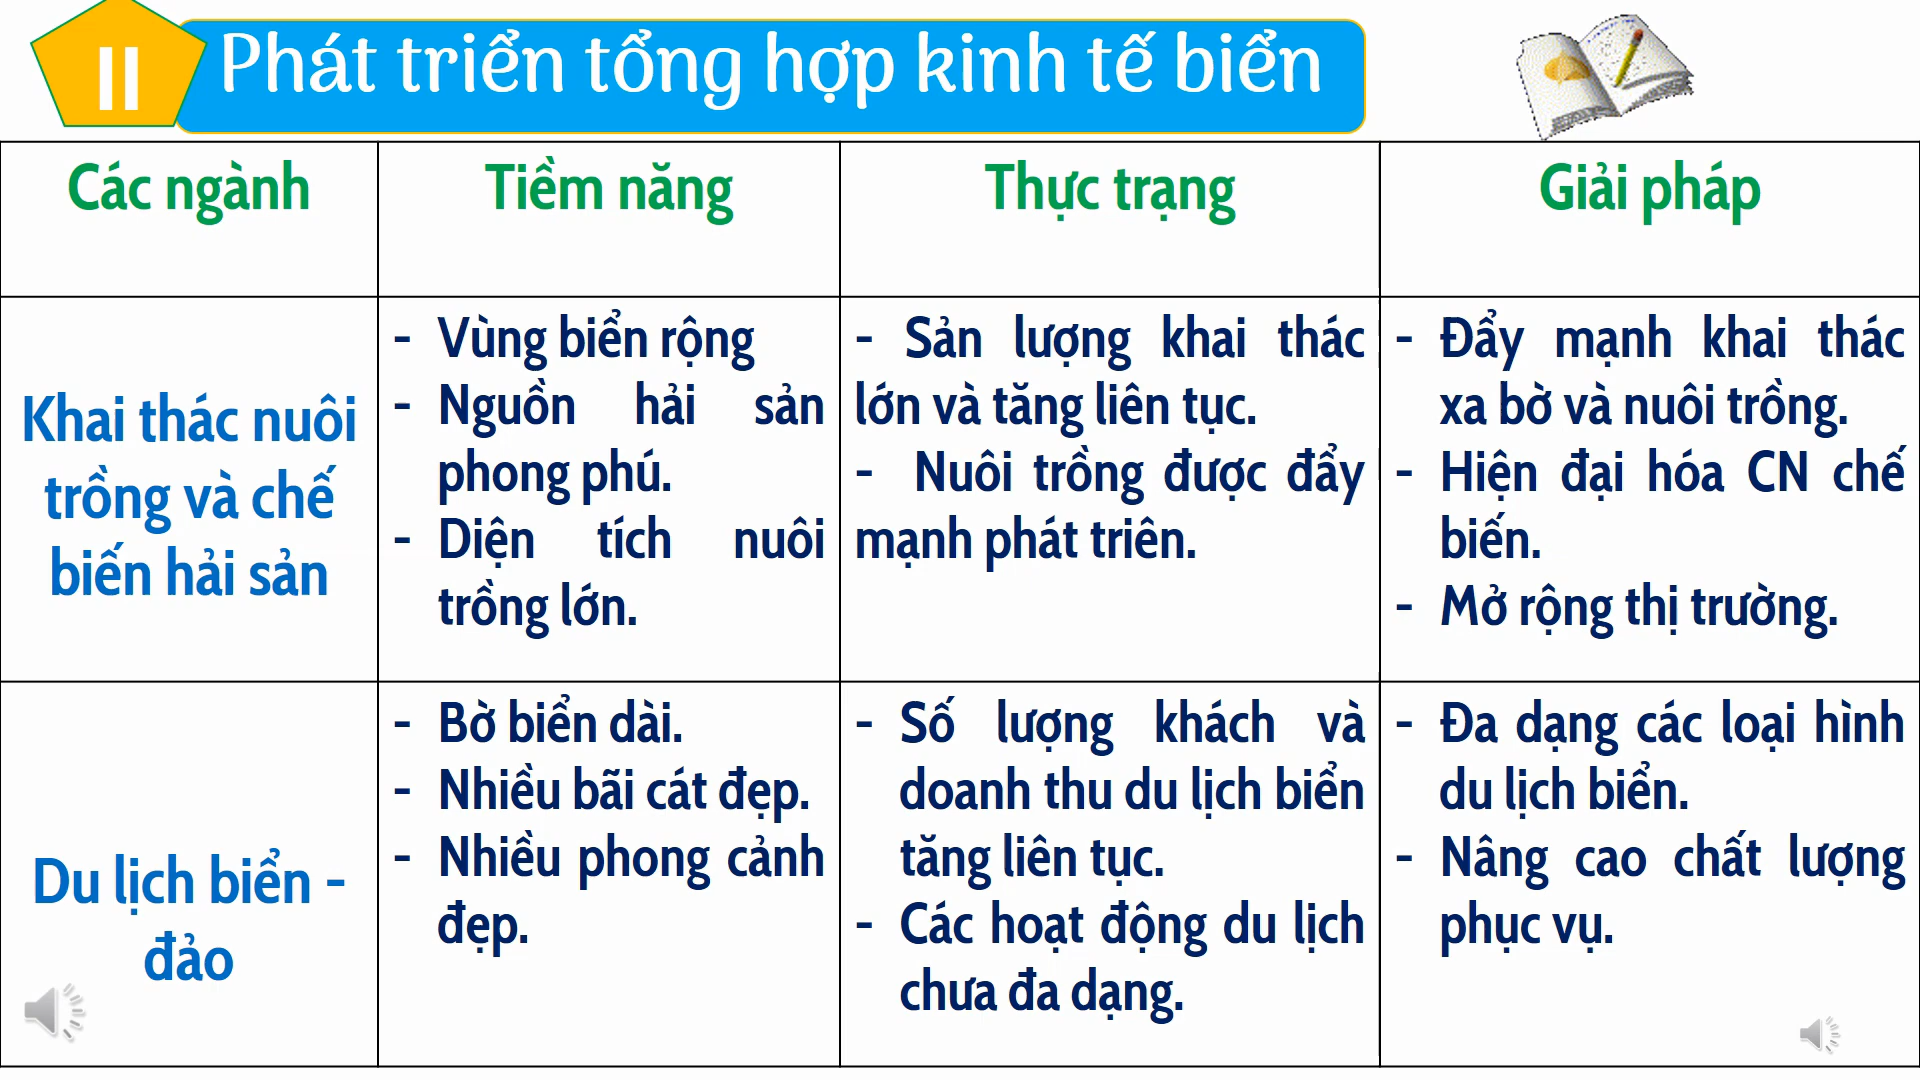 II
Phát triển tổng hợp kinh tế biển
Các ngành
Tiềm năng
Thực trạng
Giải pháp
Khai thác nuôi
trồng và chế
biến hải sản
- Vùng biển rộng
- Nguồn hải sản
phong phú.
- Diện tích nuôi
trồng lớn.
- Sản lượng khai thác
lớn và tăng liên tục.
- Nuôi trồng được đẩy
mạnh phát triên.
- Đẩy mạnh khai thác
xa bờ và nuôi trồng.
- Hiện đại hóa CN chế
biến.
- Mở rộng thị trường.
Du lịch biển -
đảo
- Bờ biển dài.
- Nhiều bãi cát đẹp.
- Nhiều phong cảnh
đẹp.
- Số lượng khách và
doanh thu du lịch biển
tăng liên tục.
- Các hoạt động du lịch
chưa đa dạng.
- Đa dạng các loại hình
du lịch biển.
- Nâng cao chất lượng
phục vụ.